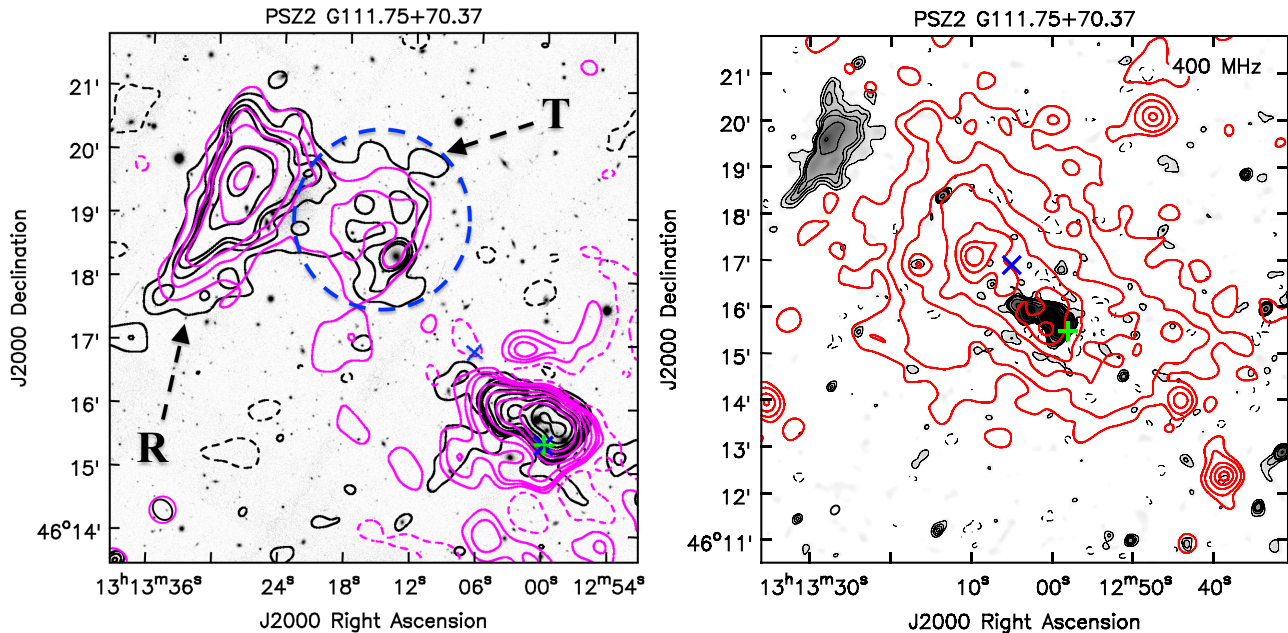 PSZ2 G111.75+70.37
21'
20'
19'
18'
17'
16'
15'
46°14'
J2000 Declination
T
R
13ʰ13ᵐ36ˢ
24ˢ
18ˢ
12ˢ
06ˢ
00ˢ
12ᵐ54ˢ
J2000 Right Ascension
PSZ2 G111.75+70.37
400 MHz
21'
20'
19'
18'
17'
16'
15'
14'
13'
12'
46°11'
J2000 Declination
13ʰ13ᵐ30ˢ
10ˢ
00ˢ
12ᵐ50ˢ
40ˢ
J2000 Right Ascension